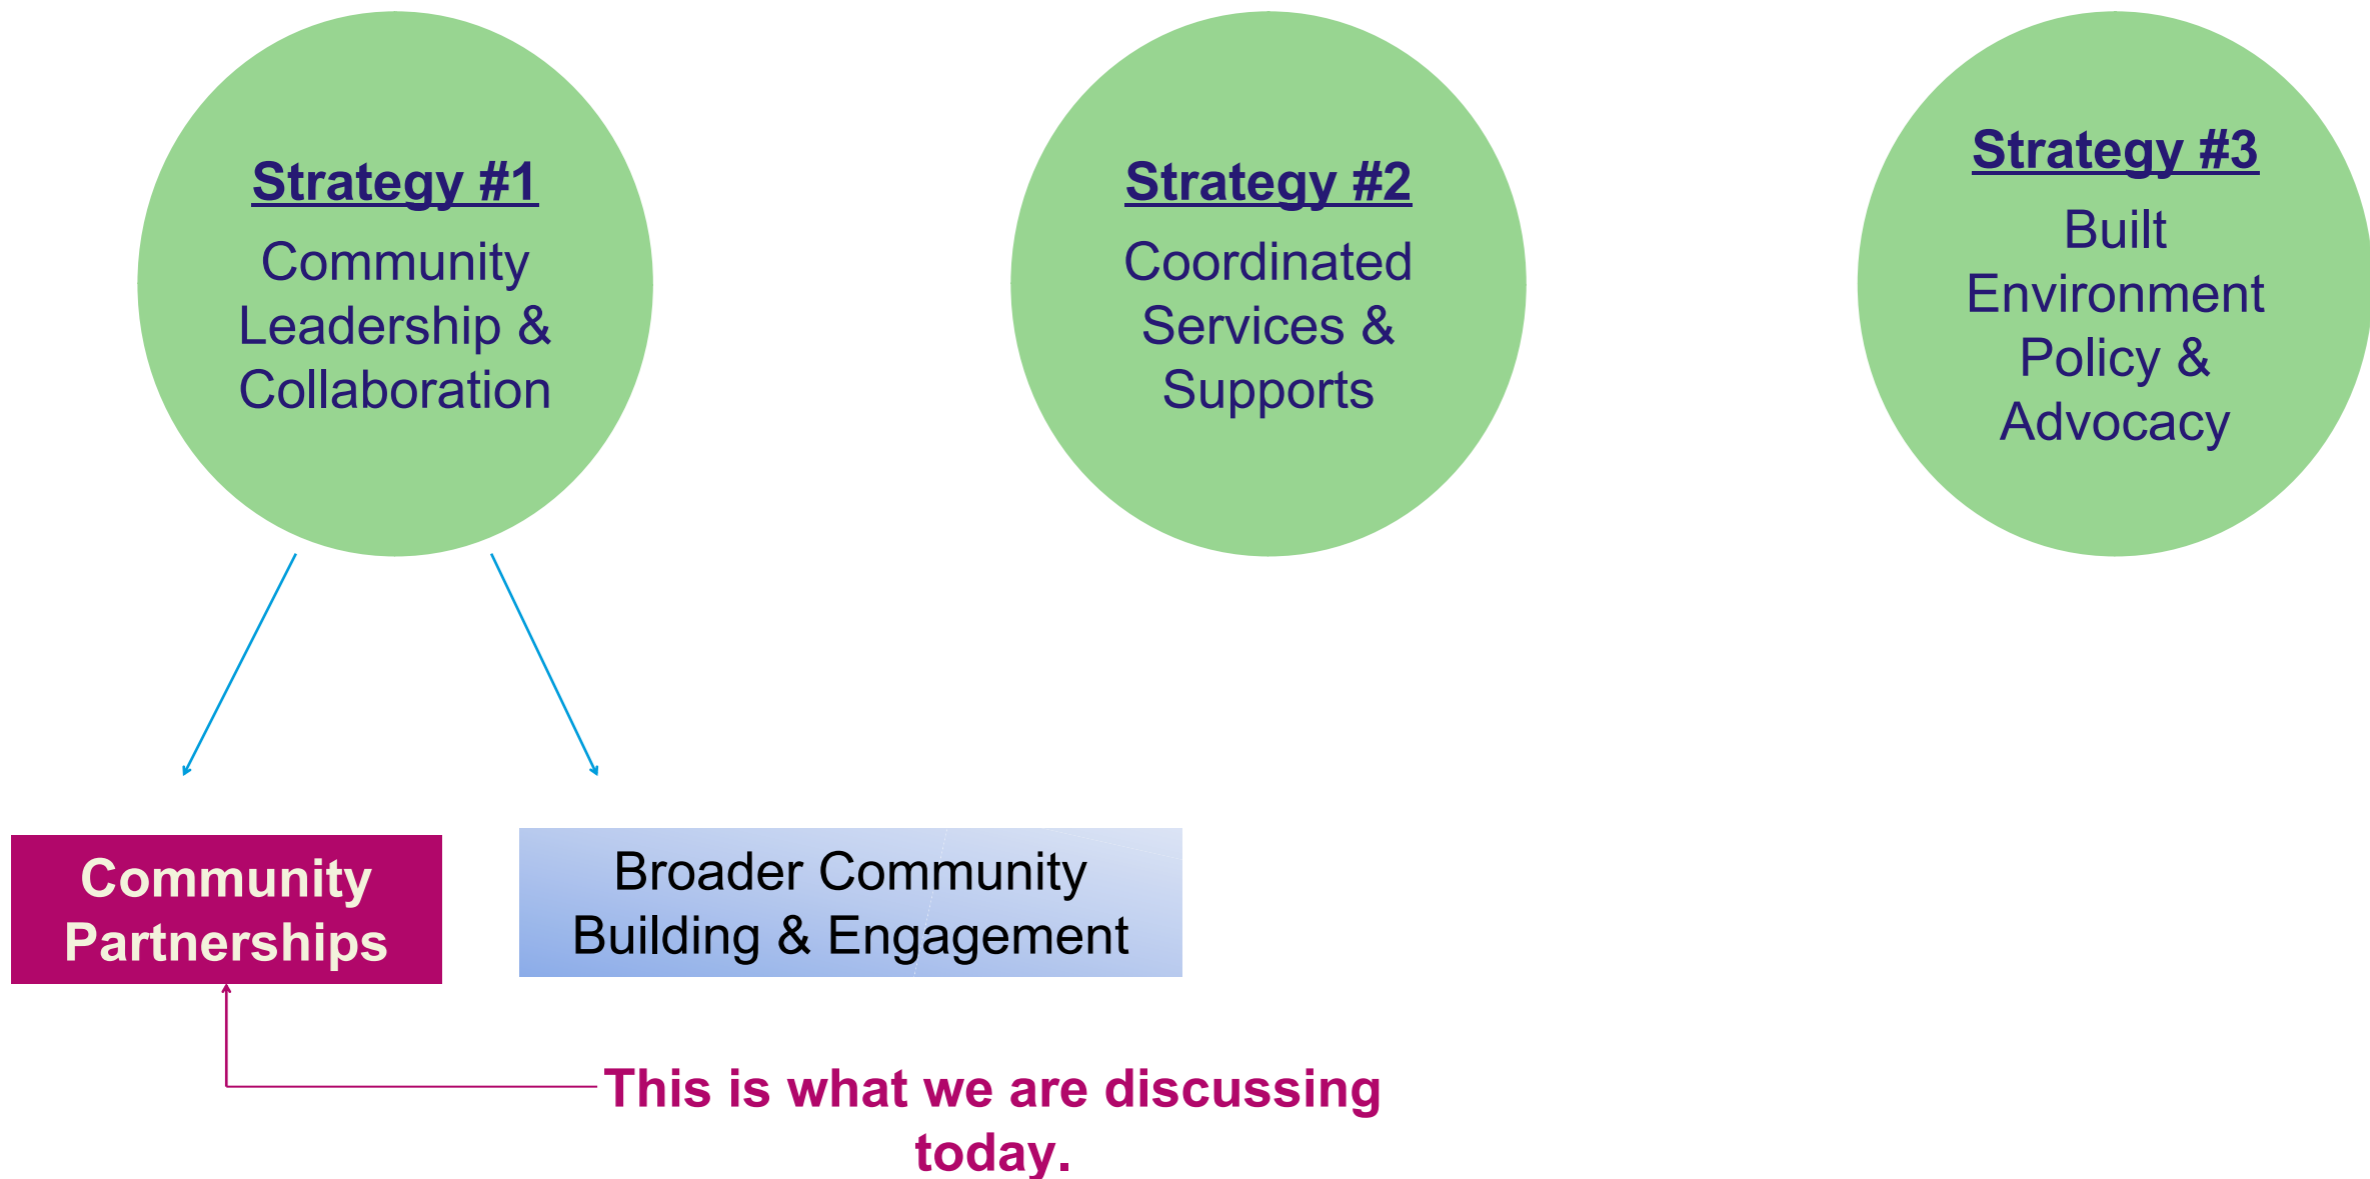 Strategy #1
Community
Leadership &
Collaboration
Strategy #2
Coordinated
Services &
Supports
Strategy #3
Built
Environment
Policy &
Advocacy
Community
Partnerships
Broader Community
Building & Engagement
This is what we are discussing
today.